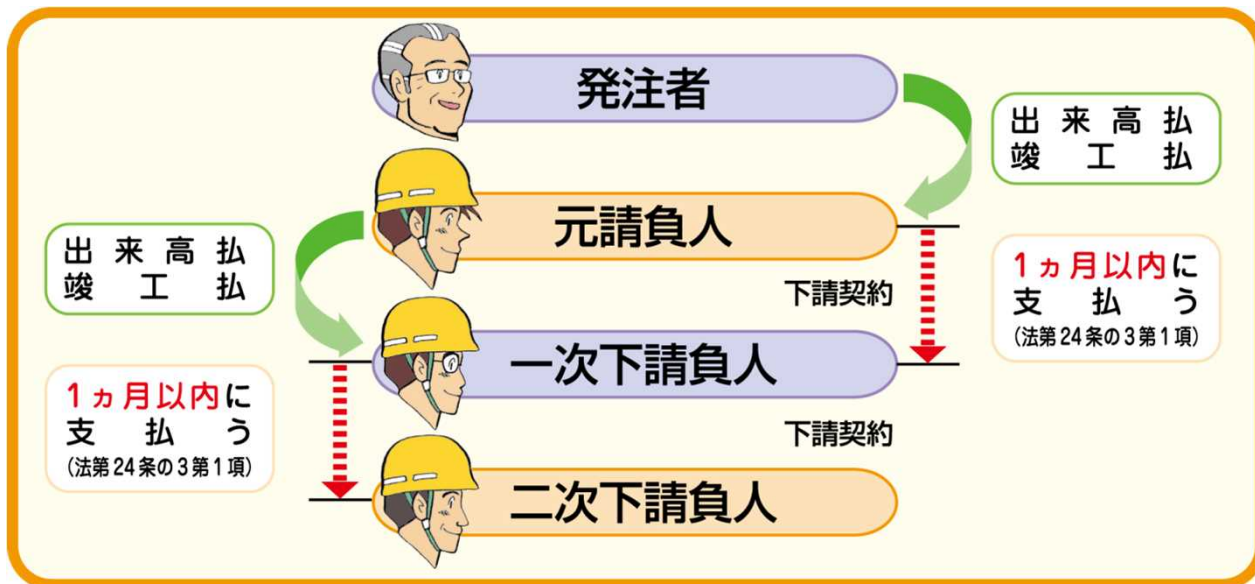 発注者
出来高払
竣工払
元請負人
出来高払
竣工払
下請契約
1ヵ月以内に
支払う
(法第24条の3第1項)
一次下請負人
1ヵ月以内に
支払う
(法第24条の3第1項)
下請契約
二次下請負人